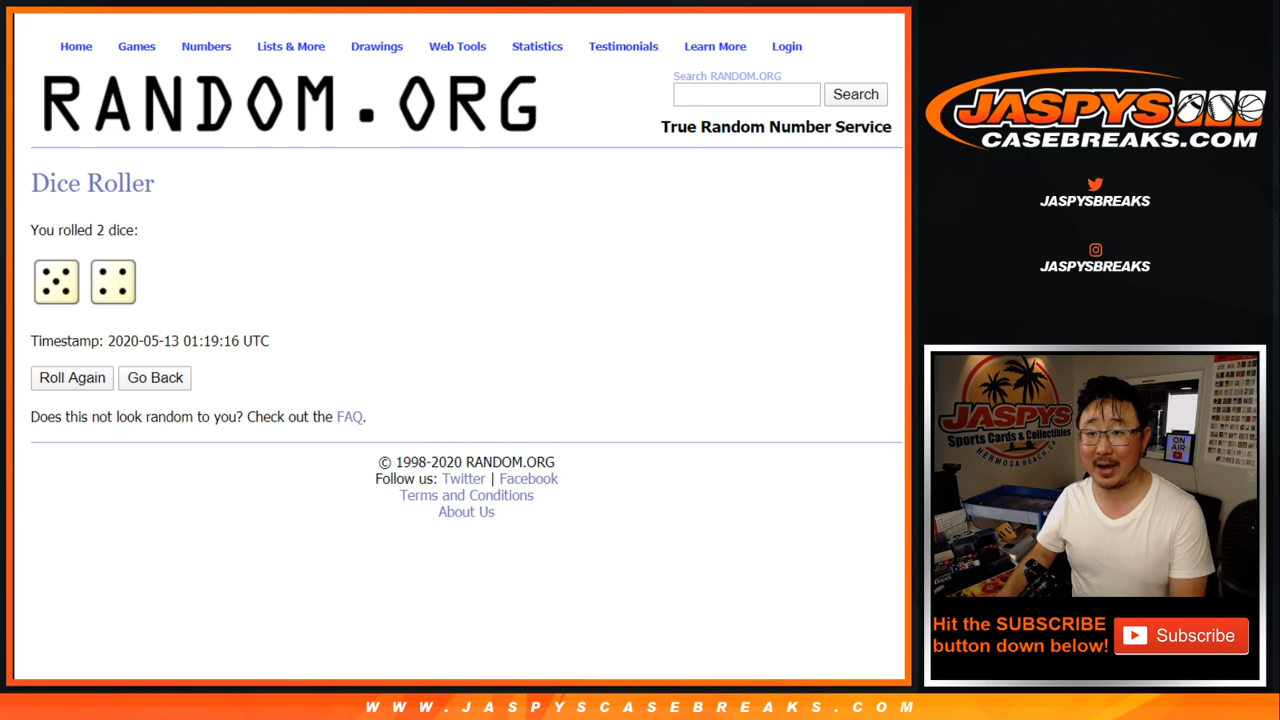 Home Games Numbers Lists & More Drawings Web Tools Statistics Testimonials Learn More Login
RANDOM.ORG
Search RANDOM.ORG
Search
True Random Number Service
Dice Roller
You rolled 2 dice:
Timestamp: 2020-05-13 01:19:16 UTC
Roll Again Go Back
Does this not look random to you? Check out the FAQ.
© 1998-2020 RANDOM.ORG
Follow us: Twitter | Facebook
Terms and Conditions
About Us
JASPYS
CASEBREAKS.COM
JASPYSBREAKS
JASPYSBREAKS
JASPYS
Sports Cards & Collectibles
HERMOSA BEACH, CA
ON
AIR
Hit the SUBSCRIBE
button down below!
Subscribe
WWW.JASPYSCASEBREAKS.COM